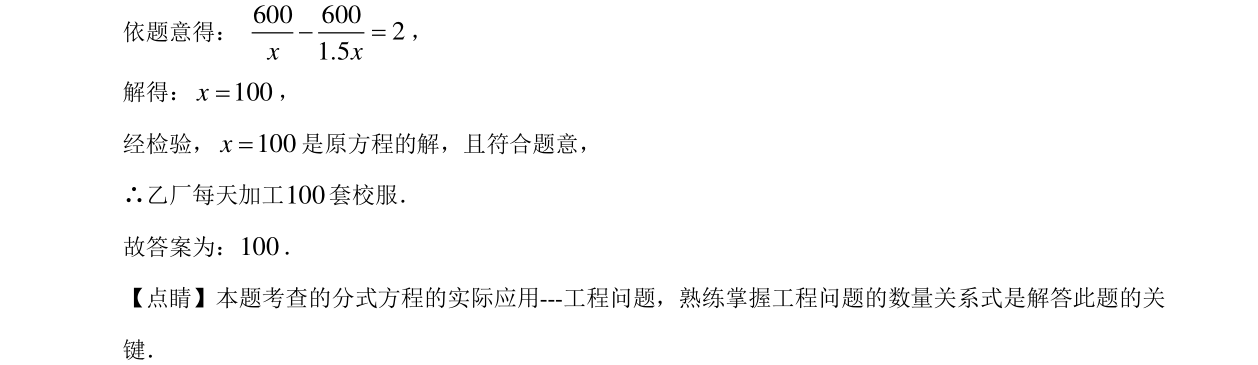 依题意得： 600/x − 600/1.5x = 2，
解得：x = 100，
经检验，x = 100 是原方程的解，且符合题意，
∴乙厂每天加工100套校服．
故答案为：100．
【点睛】本题考查的分式方程的实际应用---工程问题，熟练掌握工程问题的数量关系式是解答此题的关
键．